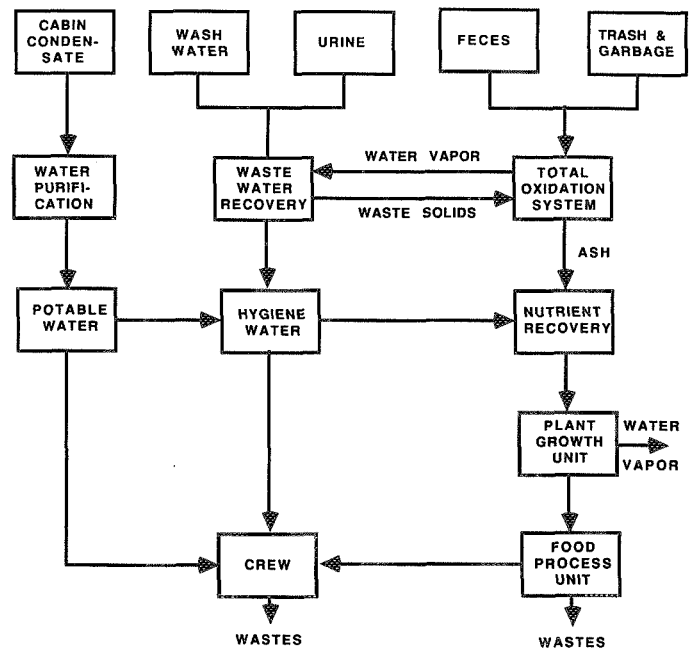 CABIN
CONDEN-
SATE
WASH
WATER
URINE
FECES
TRASH &
GARBAGE
WATER
PURIFI-
CATION
WASTE
WATER
RECOVERY
WATER VAPOR
WASTE SOLIDS
TOTAL
OXIDATION
SYSTEM
ASH
POTABLE
WATER
HYGIENE
WATER
NUTRIENT
RECOVERY
PLANT
GROWTH
UNIT
WATER
VAPOR
CREW
FOOD
PROCESS
UNIT
WASTES
WASTES